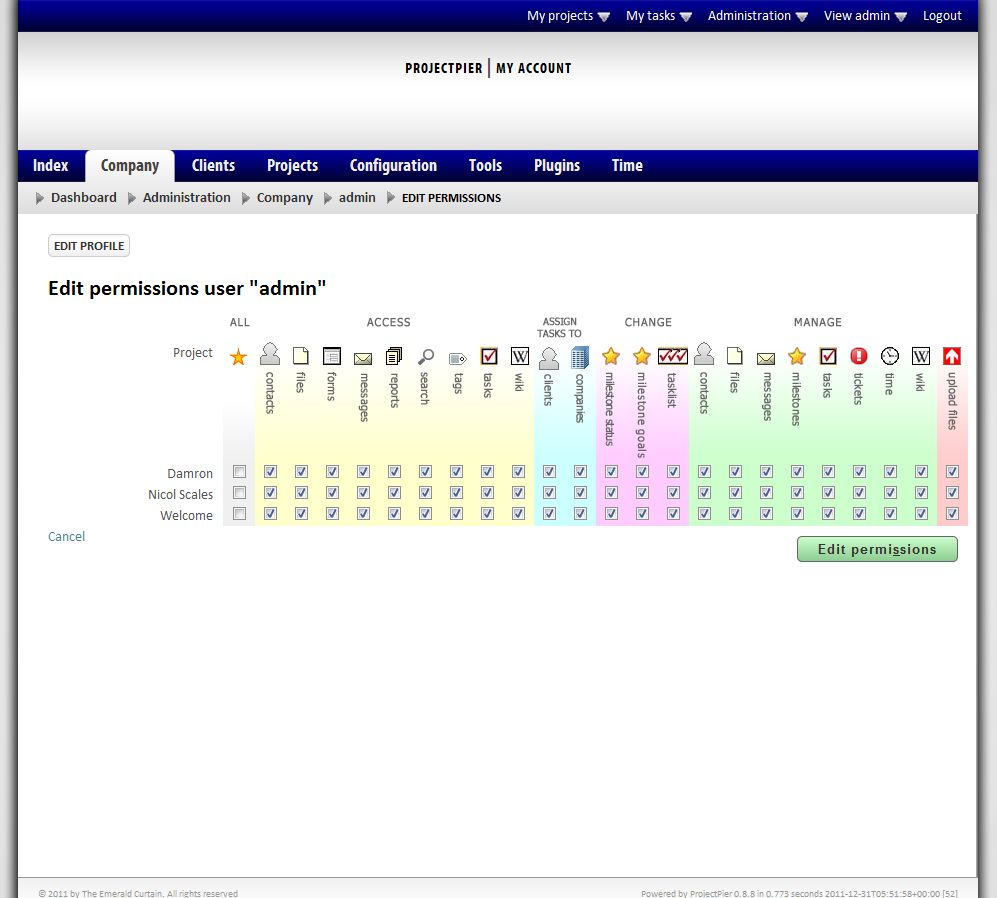 My projects My tasks Administration View admin Logout
PROJECTPIER | MY ACCOUNT
Index Company Clients Projects Configuration Tools Plugins Time
Dashboard Administration Company admin EDIT PERMISSIONS
EDIT PROFILE
Edit permissions user "admin"
ALL ACCESS ASSIGN TASKS TO CHANGE MANAGE
Project
contacts files forms messages reports search tags tasks wiki clients companies milestone status milestone goals tasklist contacts files messages milestones tasks tickets time wiki upload files
Damron
Nicol Scales
Welcome
Cancel
Edit permissions
© 2011 by The Emerald Curtain. All rights reserved
Powered by ProjectPier 0.8.8 in 0.773 seconds 2011-12-31T05:51:58+00:00 [52]